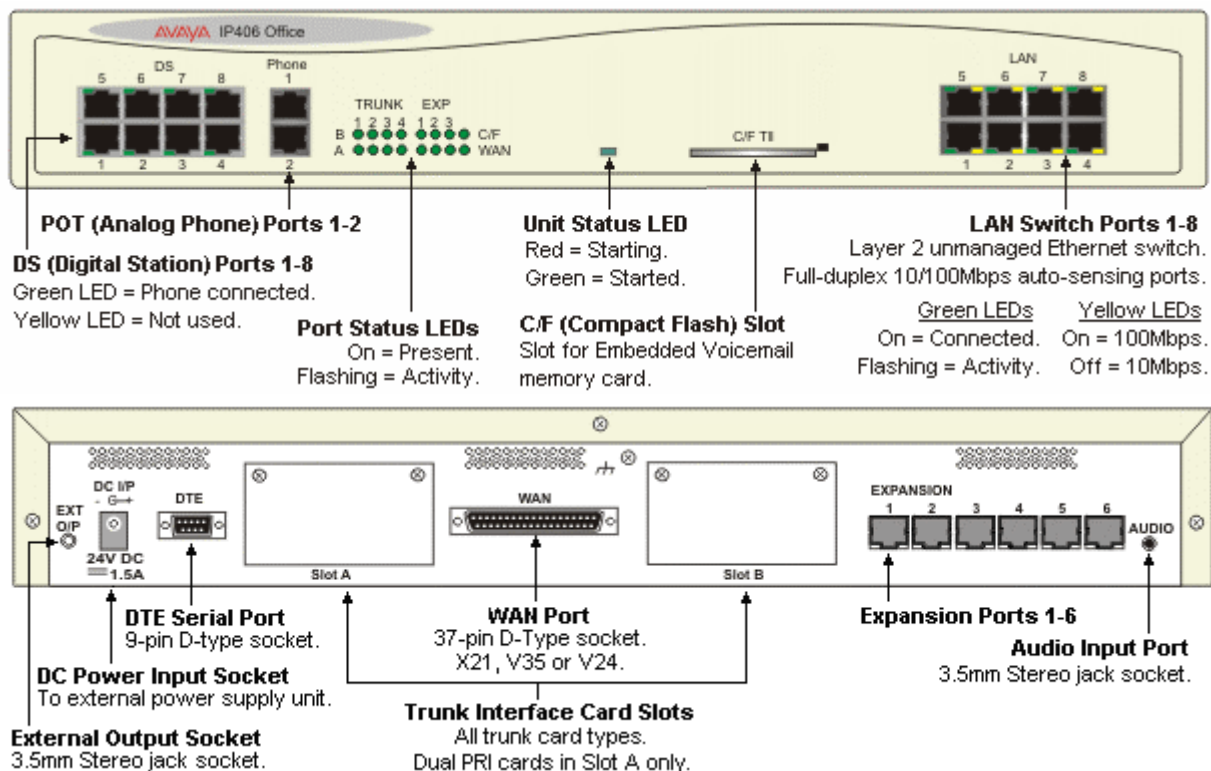 AVAYA IP406 Office
DS
5 6 7 8
1 2 3 4
Phone
1
2
TRUNK EXP
1 2 3 4 1 2 3
B C/F
A WAN
C/F TII
LAN
5 6 7 8
1 2 3 4
POT (Analog Phone) Ports 1-2
DS (Digital Station) Ports 1-8
Green LED = Phone connected.
Yellow LED = Not used.
Port Status LEDs
On = Present.
Flashing = Activity.
Unit Status LED
Red = Starting.
Green = Started.
C/F (Compact Flash) Slot
Slot for Embedded Voicemail
memory card.
LAN Switch Ports 1-8
Layer 2 unmanaged Ethernet switch.
Full-duplex 10/100Mbps auto-sensing ports.
Green LEDs Yellow LEDs
On = Connected. On = 100Mbps.
Flashing = Activity. Off = 10Mbps.
EXT
O/P
DC I/P
24V DC
1.5A
DTE
Slot A
WAN
Slot B
EXPANSION
1 2 3 4 5 6
AUDIO
DTE Serial Port
9-pin D-type socket.
DC Power Input Socket
To external power supply unit.
External Output Socket
3.5mm Stereo jack socket.
WAN Port
37-pin D-Type socket.
X21, V35 or V24.
Trunk Interface Card Slots
All trunk card types.
Dual PRI cards in Slot A only.
Expansion Ports 1-6
Audio Input Port
3.5mm Stereo jack socket.